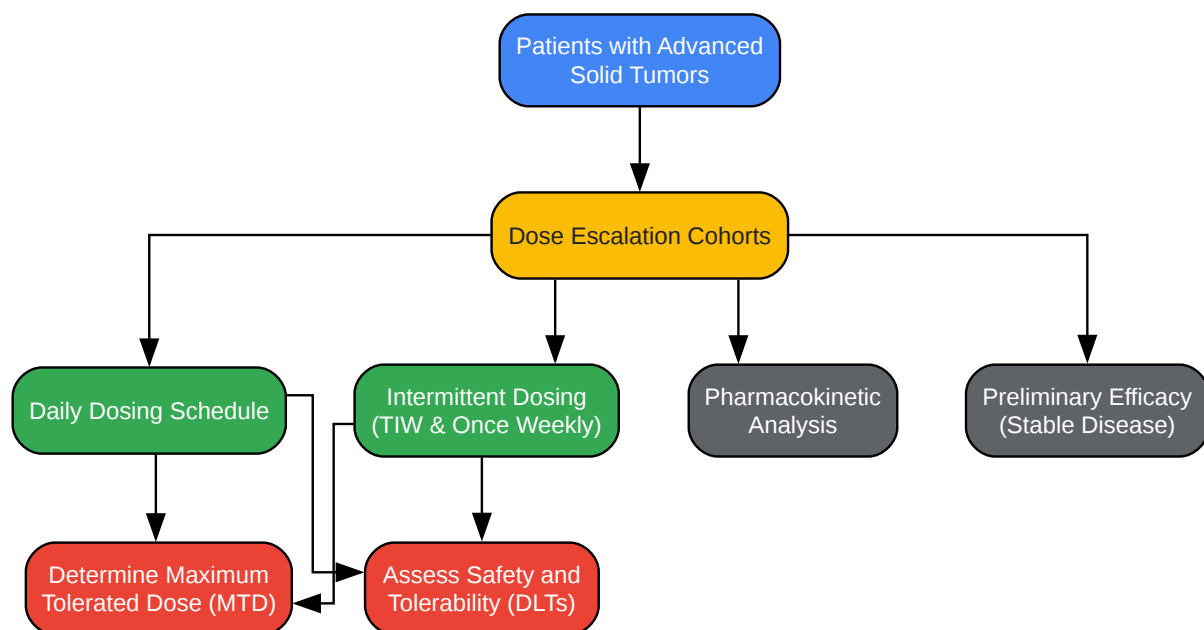 Patients with Advanced
Solid Tumors
Dose Escalation Cohorts
Daily Dosing Schedule
Intermittent Dosing
(TIW & Once Weekly)
Pharmacokinetic
Analysis
Preliminary Efficacy
(Stable Disease)
Determine Maximum
Tolerated Dose (MTD)
Assess Safety and
Tolerability (DLTs)